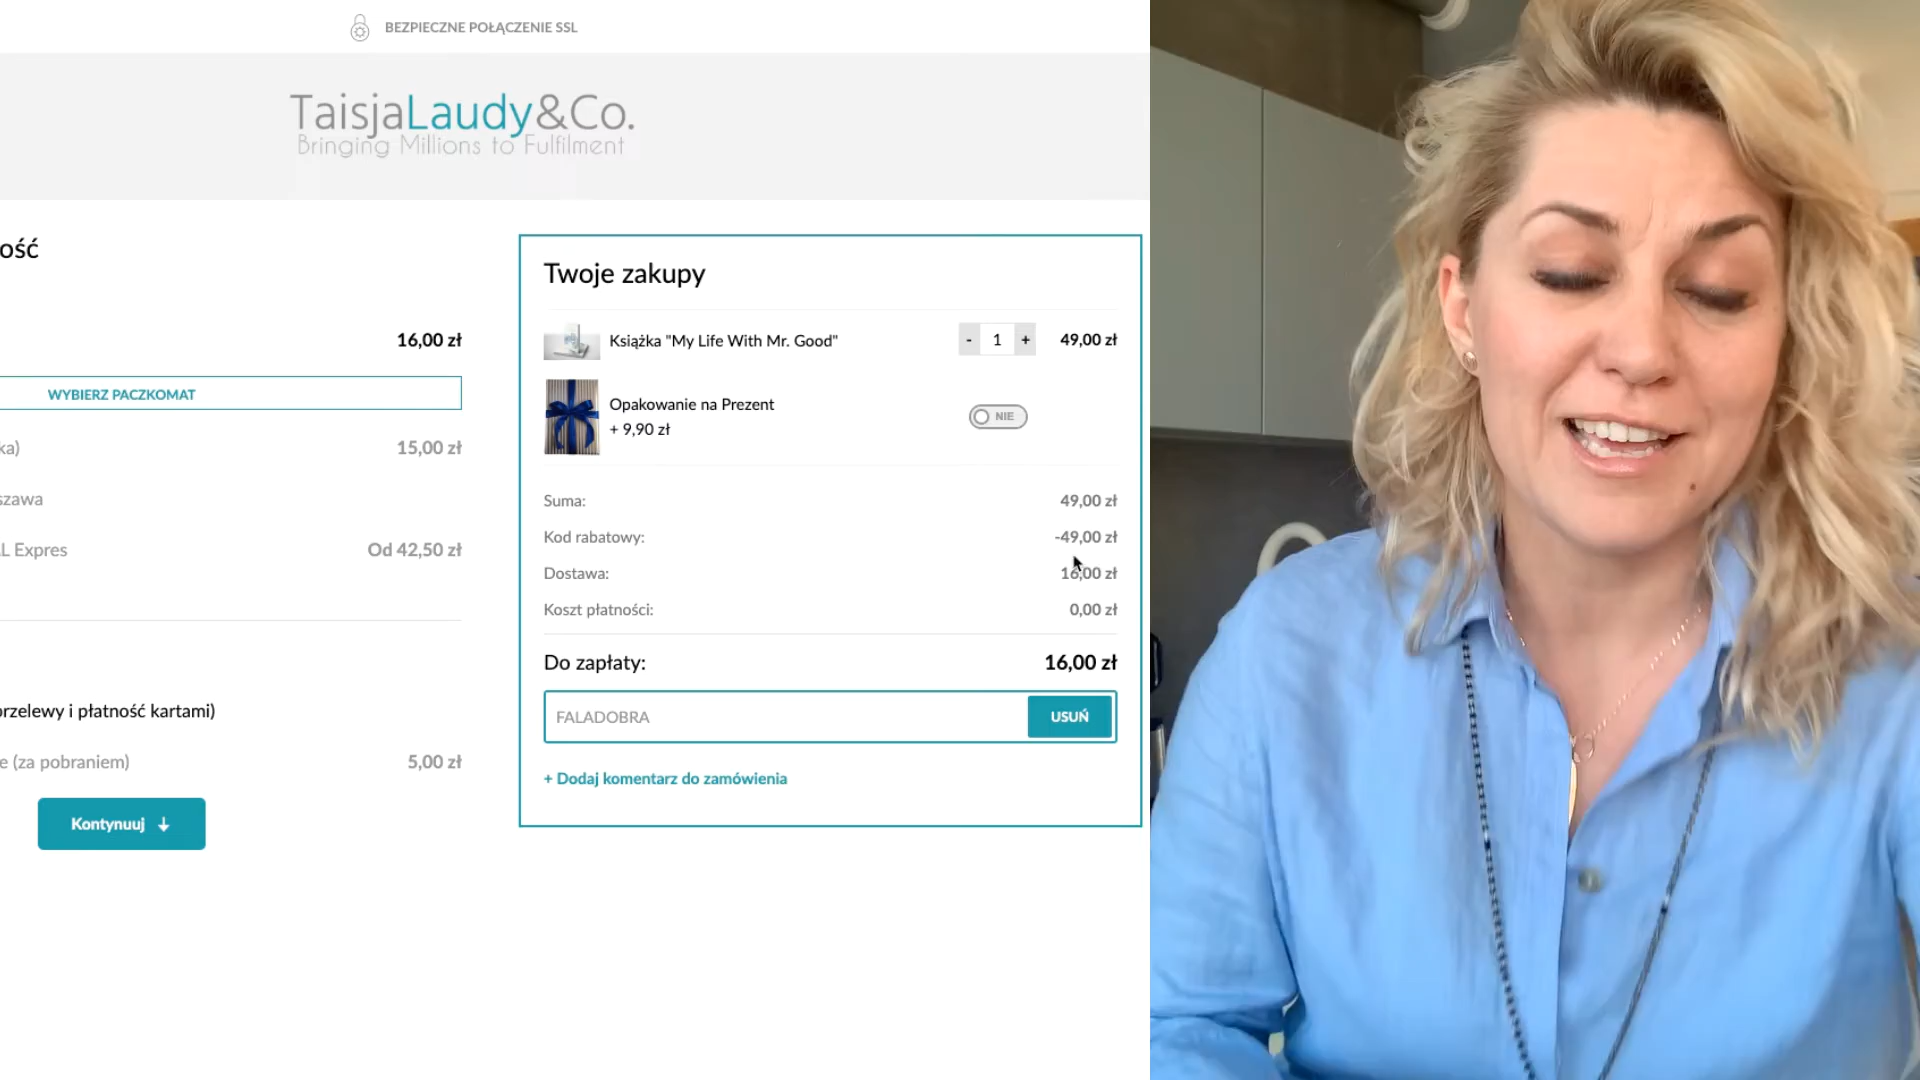 BEZPIECZNE POŁĄCZENIE SSL
TaisjaLaudy&Co.
Bringing Millions to Fulfilment
ość
16,00 zł
WYBIERZ PACZKOMAT
ka)
15,00 zł
szawa
L Expres
Od 42,50 zł
przelewy i płatność kartami)
e (za pobraniem)
5,00 zł
Kontynuuj
Twoje zakupy
Książka "My Life With Mr. Good"
- 1 +
49,00 zł
Opakowanie na Prezent
+ 9,90 zł
NIE
Suma:
49,00 zł
Kod rabatowy:
-49,00 zł
Dostawa:
16,00 zł
Koszt płatności:
0,00 zł
Do zapłaty:
16,00 zł
FALADOBRA
USUŃ
+ Dodaj komentarz do zamówienia